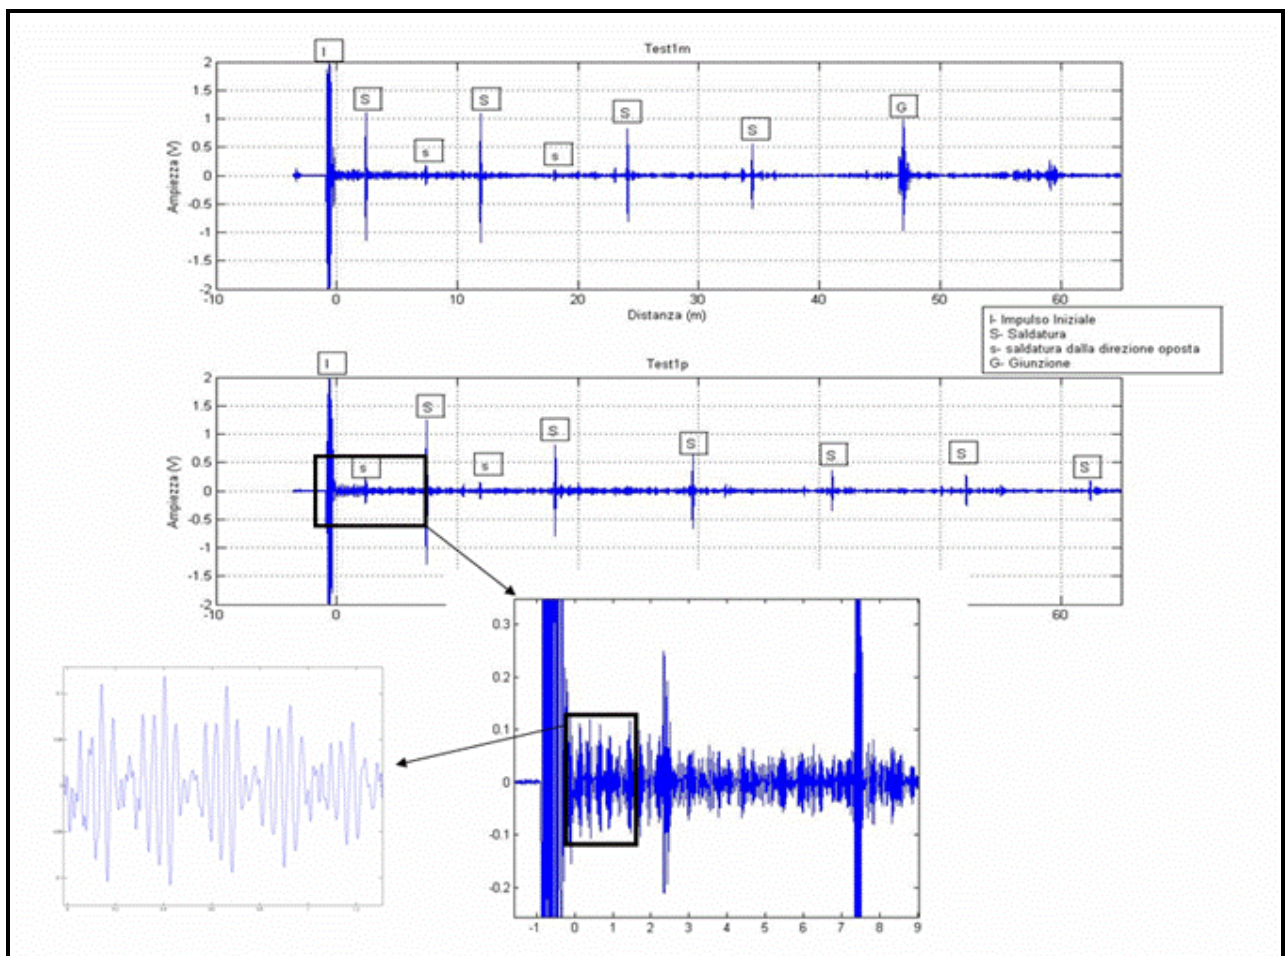 I
Test1m
2
1.5
1
0.5
0
-0.5
-1
-1.5
-2
Ampiezza (V)
S
s
S
s
S
S
G
-10 0 10 20 30 40 50 60
Distanza (m)
I- Impulso Iniziale
S- Saldatura
s- saldatura dalla direzione oposta
G- Giunzione
I
Test1p
2
1.5
1
0.5
0
-0.5
-1
-1.5
-2
Ampiezza (V)
s
S
s
S
S
S
S
S
0 60
0.3
0.2
0.1
0
-0.1
-0.2
-1 0 1 2 3 4 5 6 7 8 9